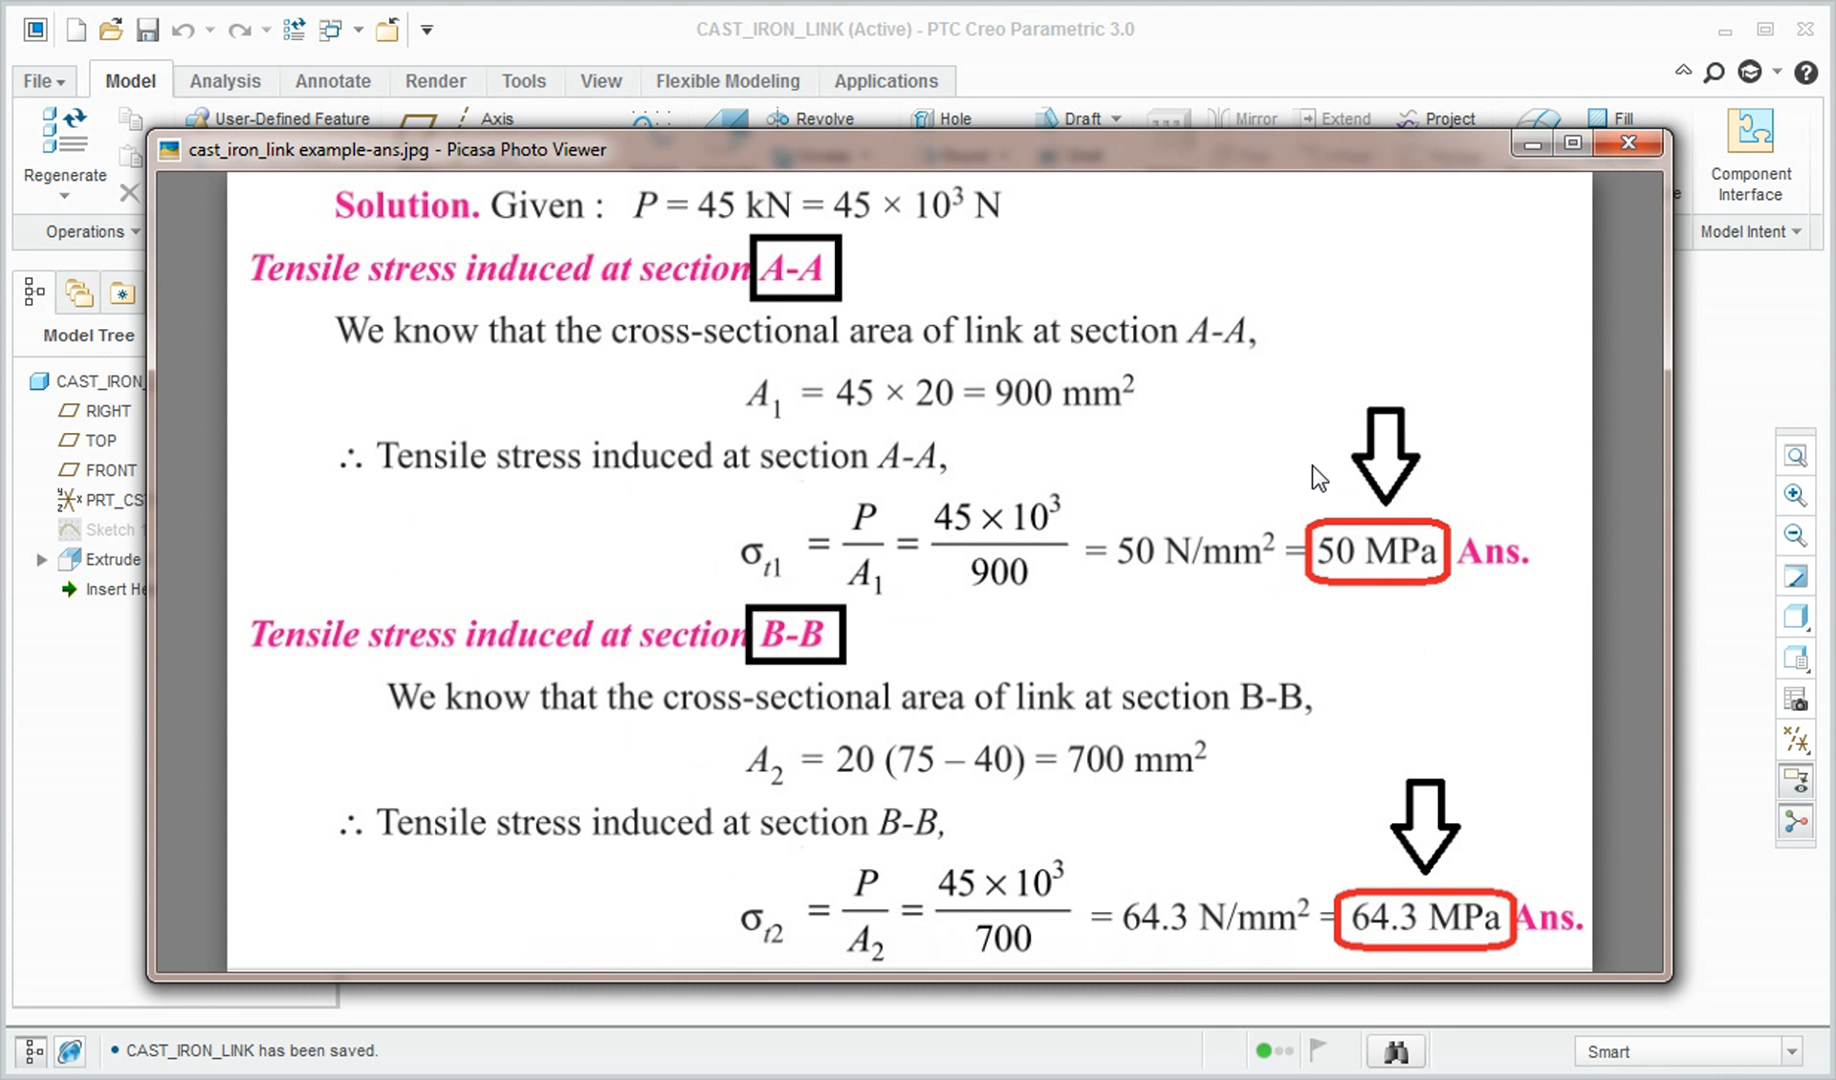 CAST_IRON_LINK (Active) - PTC Creo Parametric 3.0
File Model Analysis Annotate Render Tools View Flexible Modeling Applications
Regenerate
Operations
User-Defined Feature Axis Revolve Hole Draft Mirror Extend Project Fill
Component
Interface
Model Intent
cast_iron_link example-ans.jpg - Picasa Photo Viewer
Solution. Given : P = 45 kN = 45 × 10³ N
Tensile stress induced at section A-A
We know that the cross-sectional area of link at section A-A,
A₁ = 45 × 20 = 900 mm²
∴ Tensile stress induced at section A-A,
σₜ₁ = P/A₁ = 45 × 10³/900 = 50 N/mm² = 50 MPa Ans.
Tensile stress induced at section B-B
We know that the cross-sectional area of link at section B-B,
A₂ = 20 (75 – 40) = 700 mm²
∴ Tensile stress induced at section B-B,
σₜ₂ = P/A₂ = 45 × 10³/700 = 64.3 N/mm² = 64.3 MPa Ans.
Model Tree
CAST_IRON_
RIGHT
TOP
FRONT
PRT_CS
Sketch 1
Extrude
Insert He
• CAST_IRON_LINK has been saved.
Smart